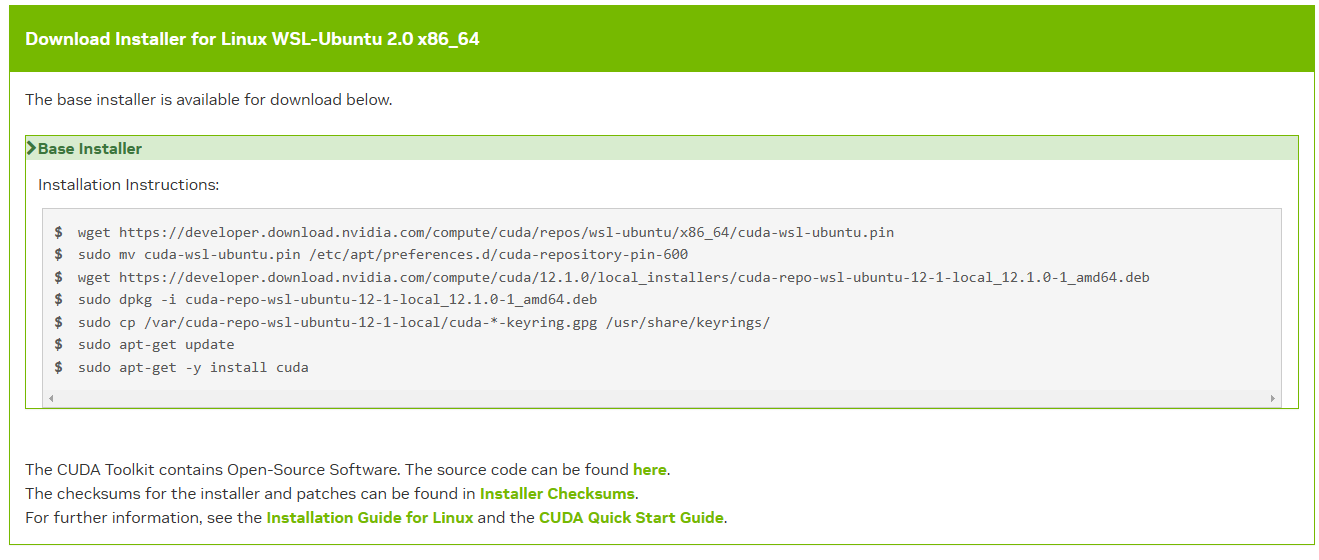 Download Installer for Linux WSL-Ubuntu 2.0 x86_64
The base installer is available for download below.
Base Installer
Installation Instructions:
$ wget https://developer.download.nvidia.com/compute/cuda/repos/wsl-ubuntu/x86_64/cuda-wsl-ubuntu.pin
$ sudo mv cuda-wsl-ubuntu.pin /etc/apt/preferences.d/cuda-repository-pin-600
$ wget https://developer.download.nvidia.com/compute/cuda/12.1.0/local_installers/cuda-repo-wsl-ubuntu-12-1-local_12.1.0-1_amd64.deb
$ sudo dpkg -i cuda-repo-wsl-ubuntu-12-1-local_12.1.0-1_amd64.deb
$ sudo cp /var/cuda-repo-wsl-ubuntu-12-1-local/cuda-*-keyring.gpg /usr/share/keyrings/
$ sudo apt-get update
$ sudo apt-get -y install cuda
The CUDA Toolkit contains Open-Source Software. The source code can be found here.
The checksums for the installer and patches can be found in Installer Checksums.
For further information, see the Installation Guide for Linux and the CUDA Quick Start Guide.